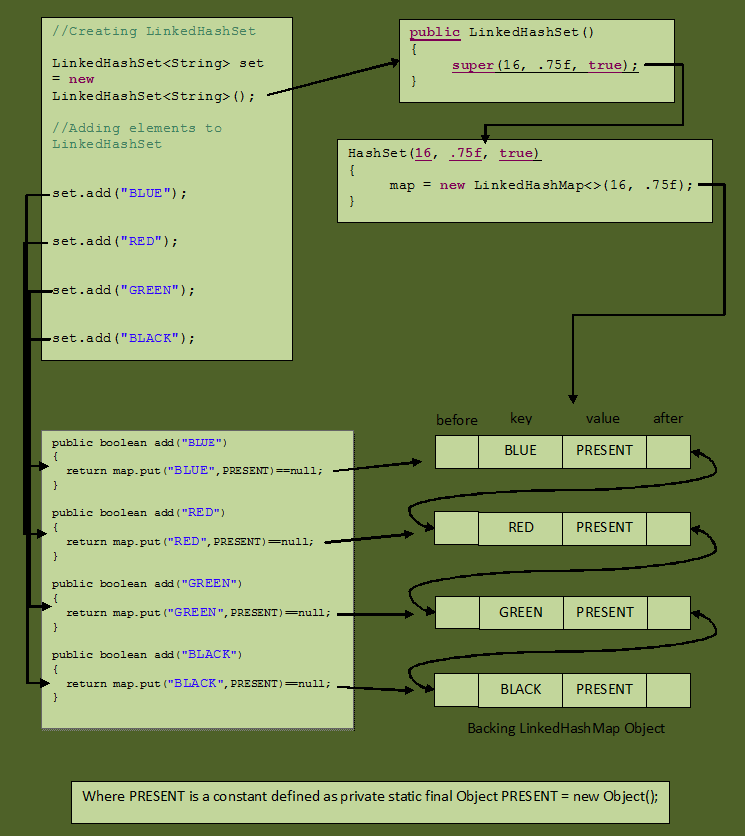 //Creating LinkedHashSet
LinkedHashSet<String> set
= new
LinkedHashSet<String>();
//Adding elements to
LinkedHashSet
set.add("BLUE");
set.add("RED");
set.add("GREEN");
set.add("BLACK");
public LinkedHashSet()
{
super(16, .75f, true);
}
HashSet(16, .75f, true)
{
map = new LinkedHashMap<>(16, .75f);
}
public boolean add("BLUE")
{
return map.put("BLUE",PRESENT)==null;
}
public boolean add("RED")
{
return map.put("RED",PRESENT)==null;
}
public boolean add("GREEN")
{
return map.put("GREEN",PRESENT)==null;
}
public boolean add("BLACK")
{
return map.put("BLACK",PRESENT)==null;
}
before key value after
BLUE PRESENT
RED PRESENT
GREEN PRESENT
BLACK PRESENT
Backing LinkedHashMap Object
Where PRESENT is a constant defined as private static final Object PRESENT = new Object();